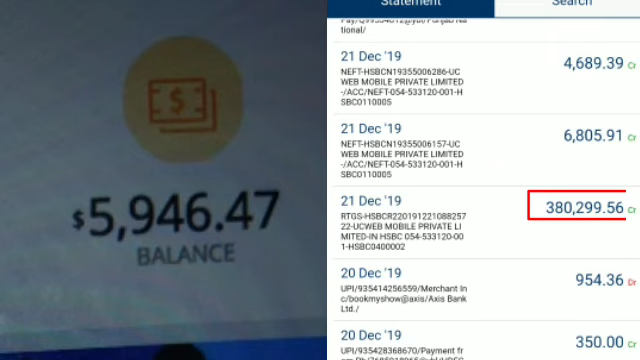 $5,946.47
BALANCE
Statement
Search
National/
21 Dec '19
4,689.39 Cr
NEFT-HSBCN19355006286-UC
WEB MOBILE PRIVATE LIMITED
-/ACC/NEFT-054-533120-001-H
SBC0110005
21 Dec '19
6,805.91 Cr
NEFT-HSBCN19355006157-UC
WEB MOBILE PRIVATE LIMITED
-/ACC/NEFT-054-533120-001-H
SBC0110005
21 Dec '19
380,299.56 Cr
RTGS-HSBCR220191221088257
22-UCWEB MOBILE PRIVATE LI
MITED-IN HSBC 054-533120-00
1-HSBC0400002
20 Dec '19
954.36 Dr
UPI/935414256559/Merchant In
c/bookmyshow@axis/Axis Bank
Ltd./
20 Dec '19
350.00 Cr
UPI/935428368670/Payment fr